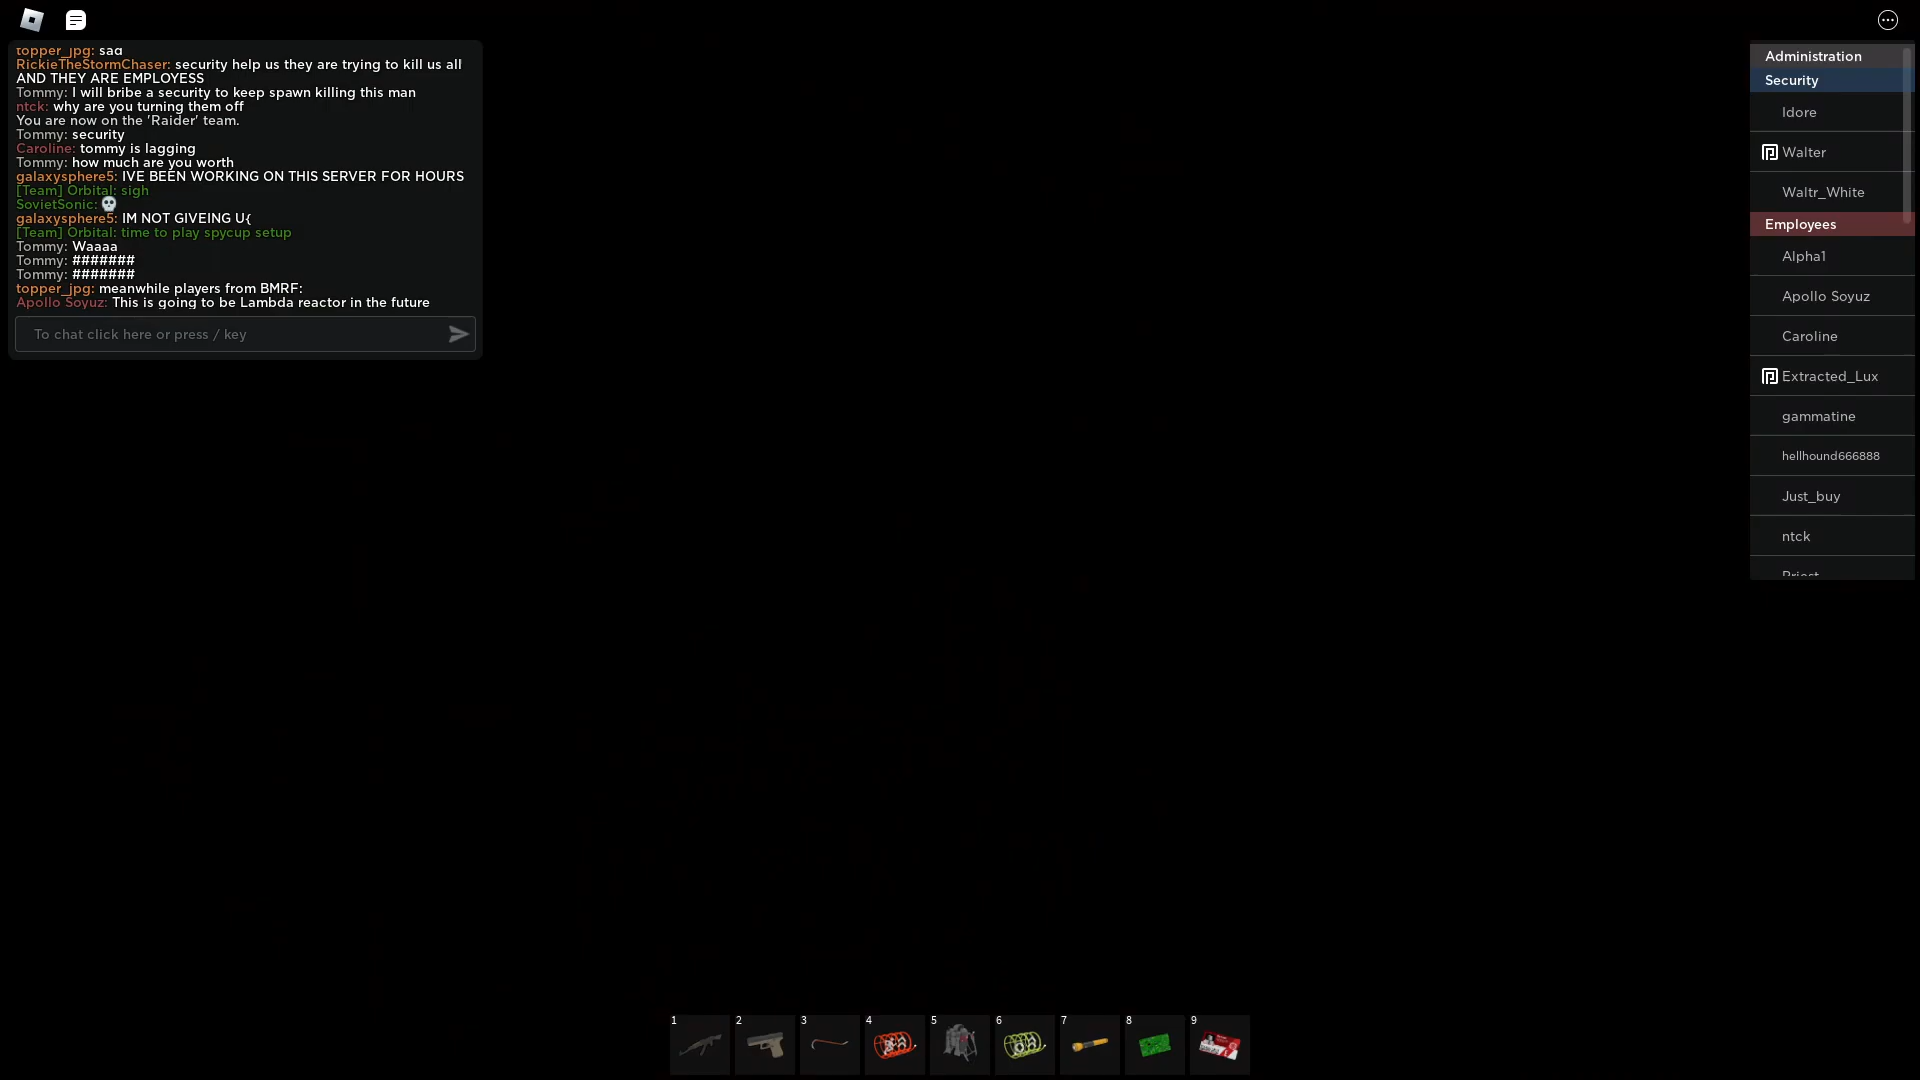 topper_jpg: sad
RickieTheStormChaser: security help us they are trying to kill us all
AND THEY ARE EMPLOYESS
Tommy: I will bribe a security to keep spawn killing this man
ntck: why are you turning them off
You are now on the 'Raider' team.
Tommy: security
Caroline: tommy is lagging
Tommy: how much are you worth
galaxysphere5: IVE BEEN WORKING ON THIS SERVER FOR HOURS
[Team] Orbital: sigh
SovietSonic: 💀
galaxysphere5: IM NOT GIVEING U{
[Team] Orbital: time to play spycup setup
Tommy: Waaaa
Tommy: #######
Tommy: #######
topper_jpg: meanwhile players from BMRF:
Apollo Soyuz: This is going to be Lambda reactor in the future
To chat click here or press / key
Administration
Security
Idore
Walter
Waltr_White
Employees
Alpha1
Apollo Soyuz
Caroline
Extracted_Lux
gammatine
hellhound666888
Just_buy
ntck
Priest
1 2 3 4 5 6 7 8 9